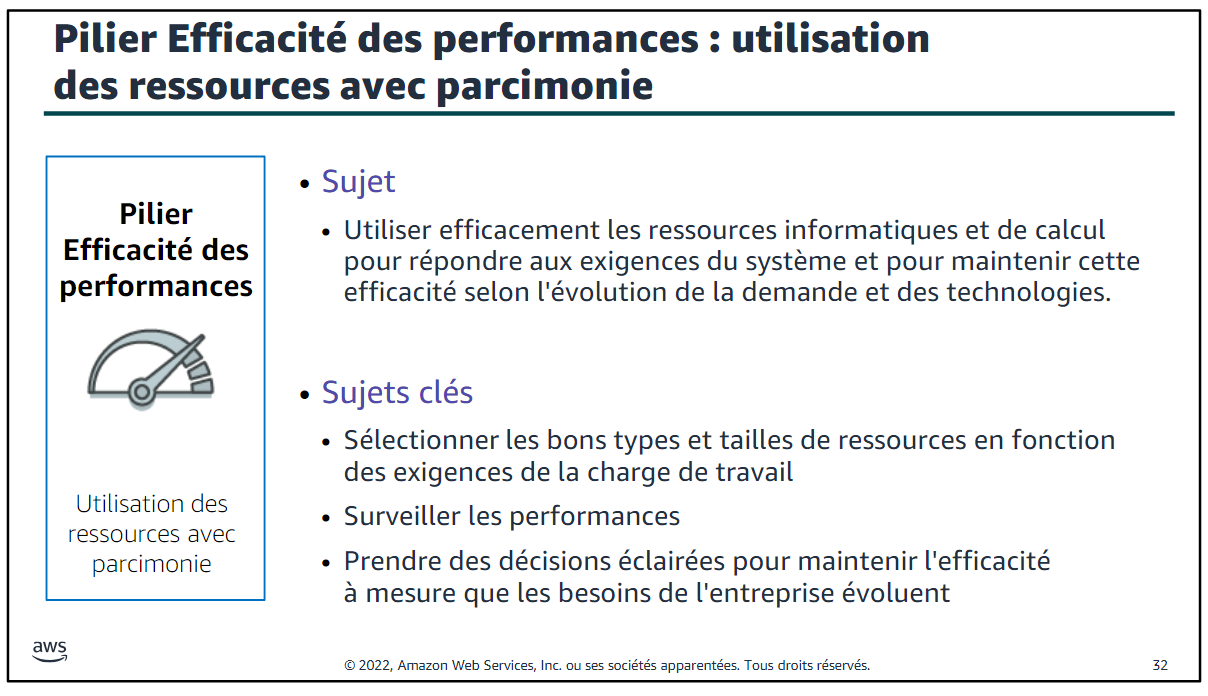 Pilier Efficacité des performances : utilisation
des ressources avec parcimonie
Pilier
Efficacité des
performances
Utilisation des
ressources avec
parcimonie
• Sujet
• Utiliser efficacement les ressources informatiques et de calcul
pour répondre aux exigences du système et pour maintenir cette
efficacité selon l'évolution de la demande et des technologies.
• Sujets clés
• Sélectionner les bons types et tailles de ressources en fonction
des exigences de la charge de travail
• Surveiller les performances
• Prendre des décisions éclairées pour maintenir l'efficacité
à mesure que les besoins de l'entreprise évoluent
aws
© 2022, Amazon Web Services, Inc. ou ses sociétés apparentées. Tous droits réservés.
32